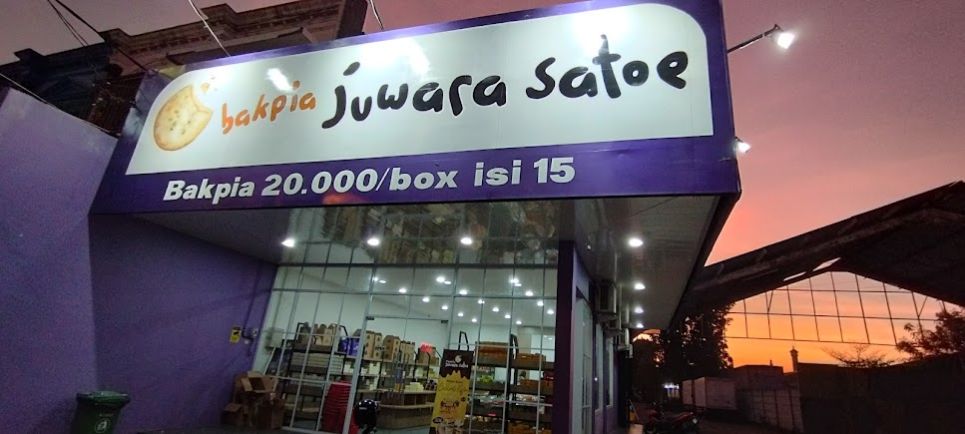 bakpia juwara satoe
Bakpia 20.000/box isi 15